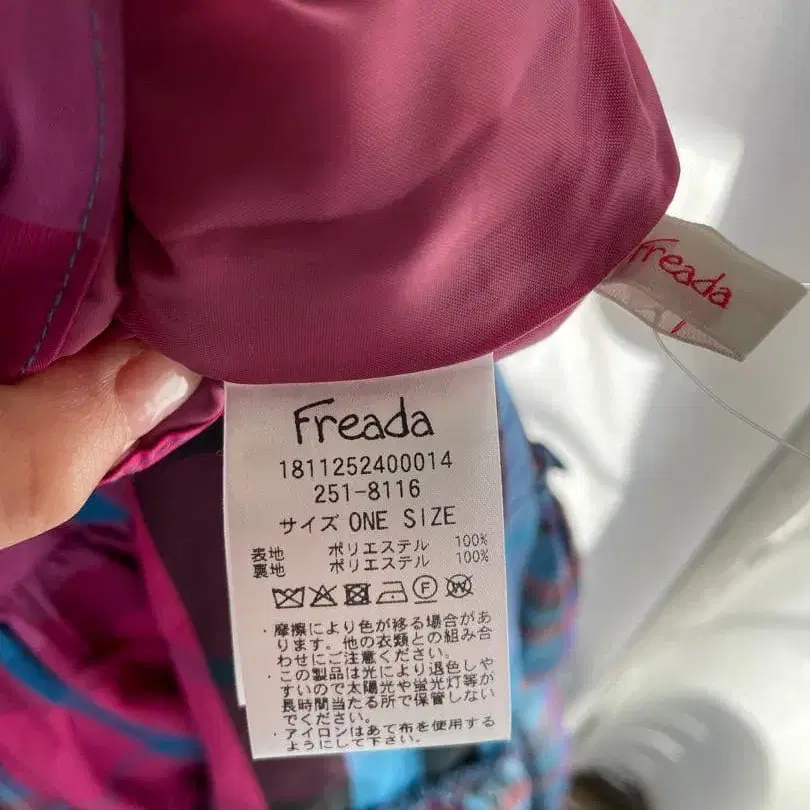 Freada
Freada
1811252400014
251-8116
サイズ ONE SIZE
表地 ポリエステル 100%
裏地 ポリエステル 100%
F W
・摩擦により色が移る場合があ
ります。他の衣類との組み合
わせにご注意ください。
・この製品は光により退色しや
すいので太陽光や蛍光灯等が
長時間当たる所で保管しない
でください。
・アイロンはあて布を使用する
ようにして下さい。